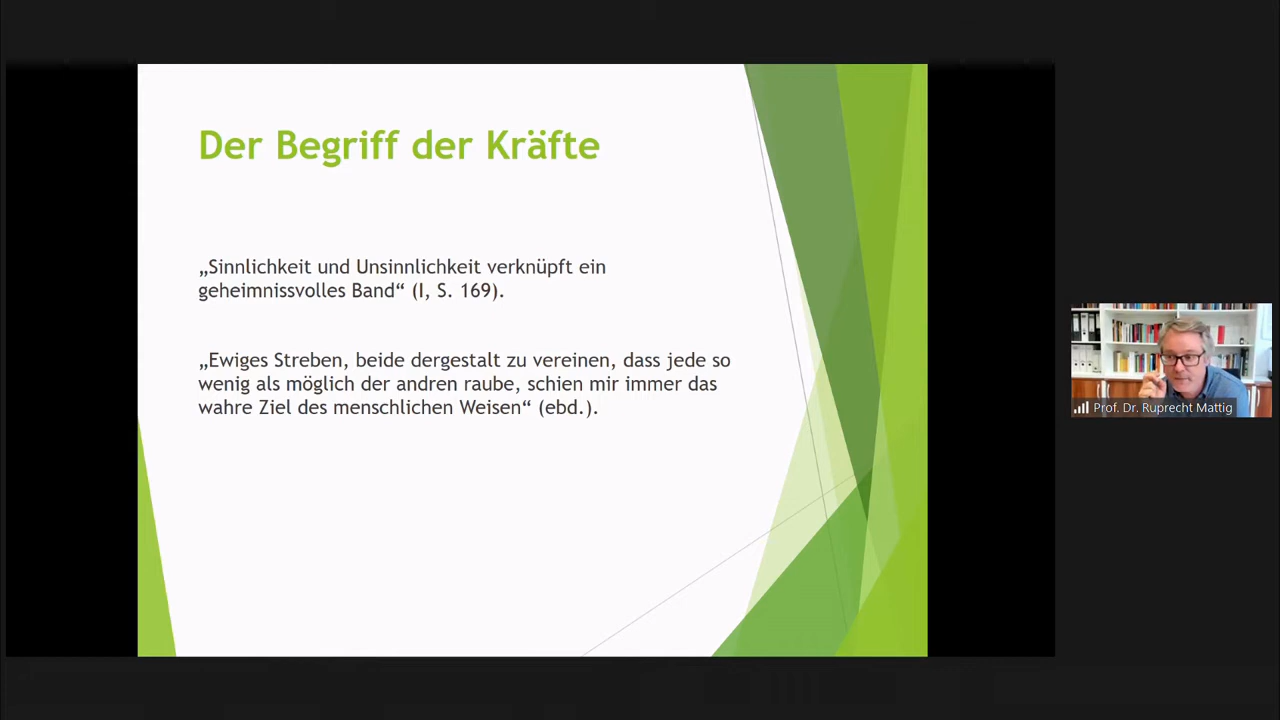 Der Begriff der Kräfte
„Sinnlichkeit und Unsinnlichkeit verknüpft ein
geheimnissvolles Band“ (I, S. 169).
„Ewiges Streben, beide dergestalt zu vereinen, dass jede so
wenig als möglich der andren raube, schien mir immer das
wahre Ziel des menschlichen Weisen“ (ebd.).
Prof. Dr. Ruprecht Mattig